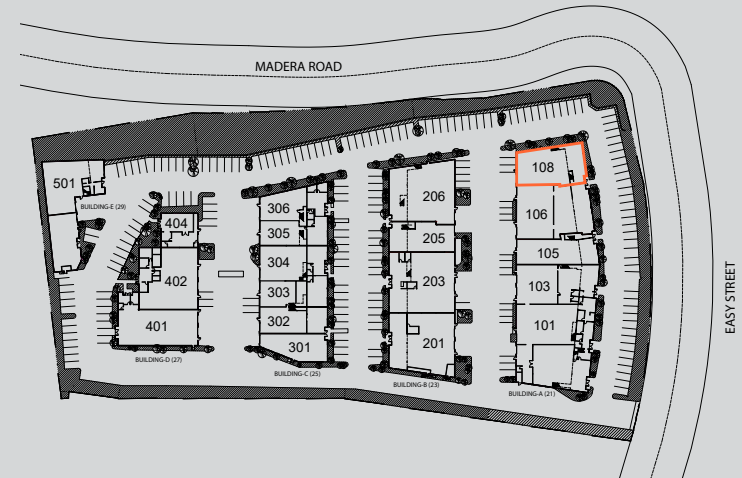 MADERA ROAD
EASY STREET
501
BUILDING-E (29)
404
402
401
BUILDING-D (27)
306
305
304
303
302
301
BUILDING-C (25)
206
205
203
201
BUILDING-B (23)
108
106
105
103
101
BUILDING-A (21)